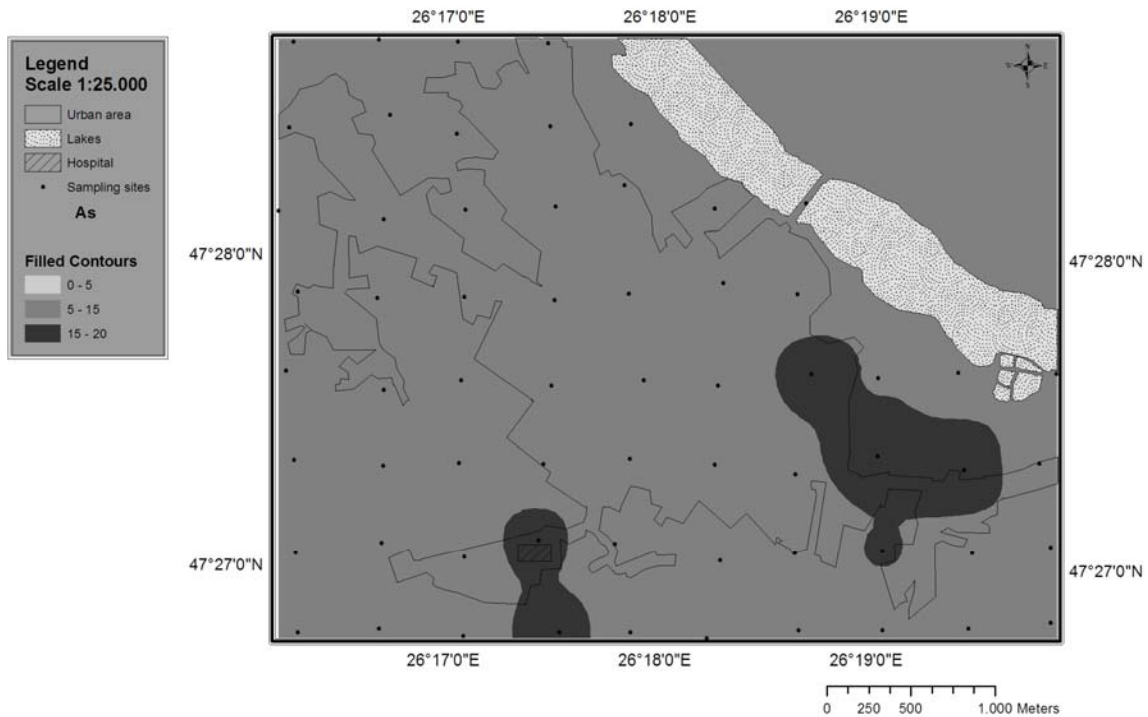 26°17'0"E 26°18'0"E 26°19'0"E
Legend
Scale 1:25.000
Urban area
Lakes
Hospital
Sampling sites
As
Filled Contours
0 - 5
5 - 15
15 - 20
N
W E
S
47°28'0"N 47°28'0"N
47°27'0"N 47°27'0"N
26°17'0"E 26°18'0"E 26°19'0"E
0 250 500 1.000 Meters